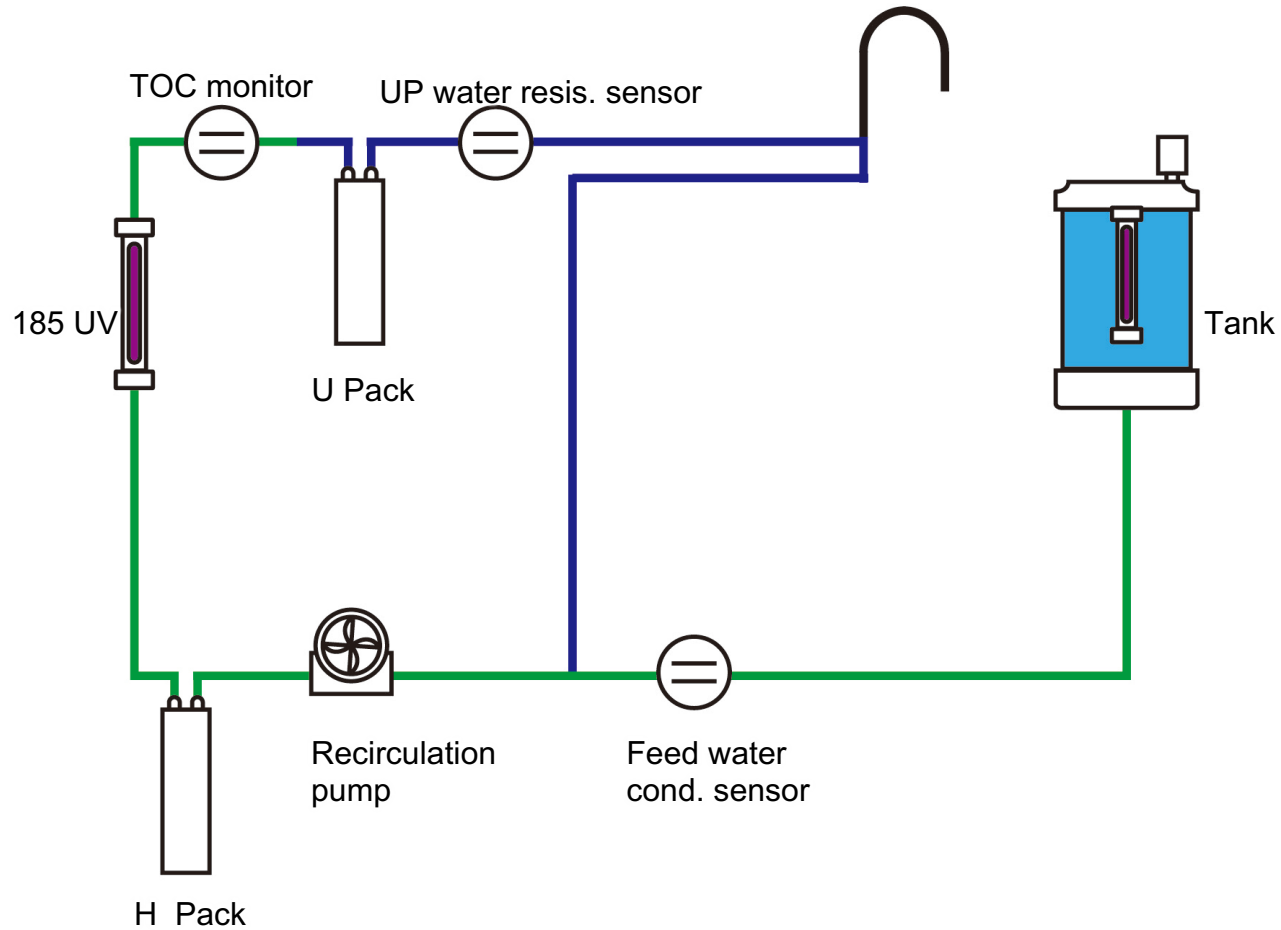 TOC monitor
UP water resis. sensor
185 UV
Tank
U Pack
Recirculation
pump
Feed water
cond. sensor
H Pack